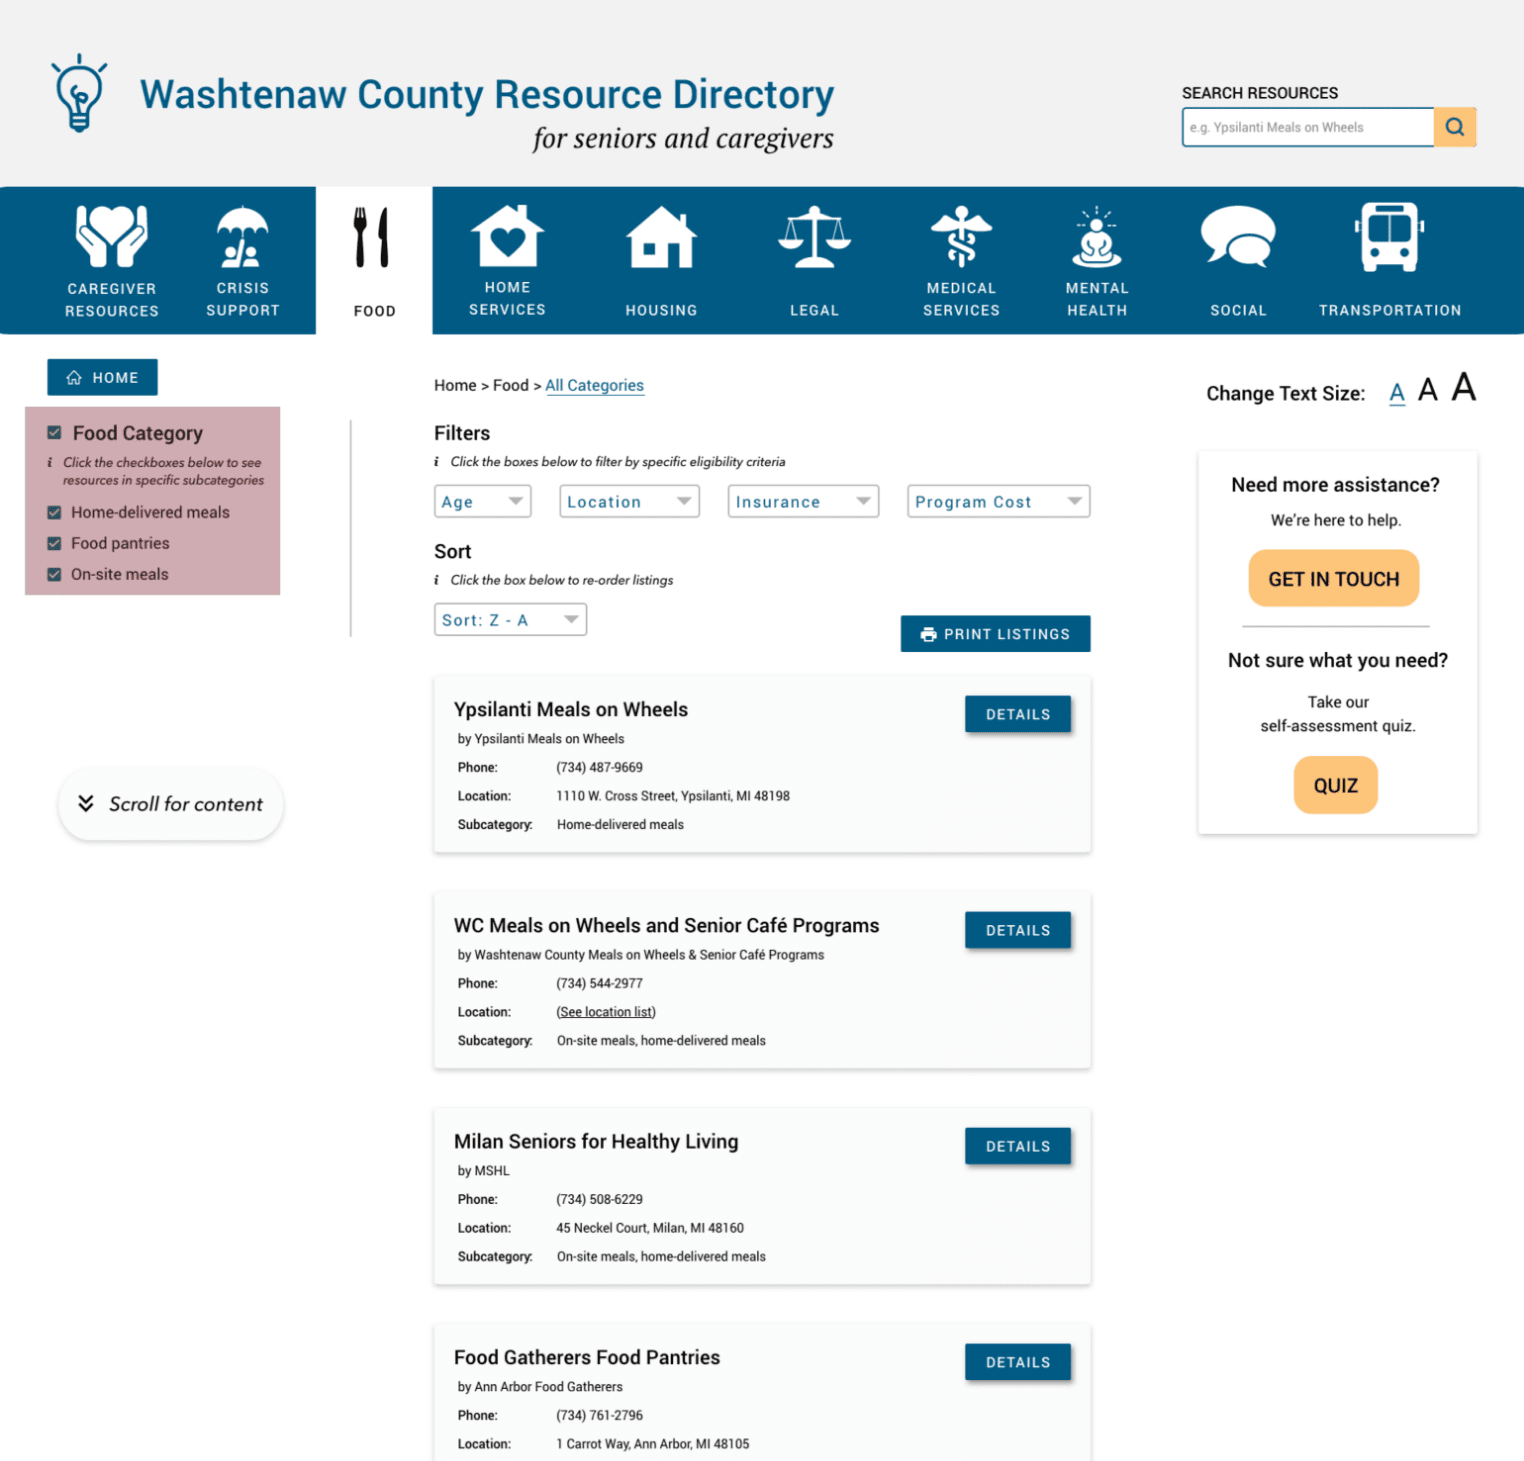 Washtenaw County Resource Directory
for seniors and caregivers
SEARCH RESOURCES
e.g. Ypsilanti Meals on Wheels
CAREGIVER
RESOURCES
CRISIS
SUPPORT
FOOD
HOME
SERVICES
HOUSING
LEGAL
MEDICAL
SERVICES
MENTAL
HEALTH
SOCIAL
TRANSPORTATION
HOME
Food Category
i Click the checkboxes below to see
resources in specific subcategories
Home-delivered meals
Food pantries
On-site meals
Scroll for content
Home > Food > All Categories
Filters
i Click the boxes below to filter by specific eligibility criteria
Age
Location
Insurance
Program Cost
Sort
i Click the box below to re-order listings
Sort: Z - A
PRINT LISTINGS
Ypsilanti Meals on Wheels
DETAILS
by Ypsilanti Meals on Wheels
Phone: (734) 487-9669
Location: 1110 W. Cross Street, Ypsilanti, MI 48198
Subcategory: Home-delivered meals
WC Meals on Wheels and Senior Café Programs
DETAILS
by Washtenaw County Meals on Wheels & Senior Café Programs
Phone: (734) 544-2977
Location: (See location list)
Subcategory: On-site meals, home-delivered meals
Milan Seniors for Healthy Living
DETAILS
by MSHL
Phone: (734) 508-6229
Location: 45 Neckel Court, Milan, MI 48160
Subcategory: On-site meals, home-delivered meals
Food Gatherers Food Pantries
DETAILS
by Ann Arbor Food Gatherers
Phone: (734) 761-2796
Location: 1 Carrot Way, Ann Arbor, MI 48105
Change Text Size: A A A
Need more assistance?
We're here to help.
GET IN TOUCH
Not sure what you need?
Take our
self-assessment quiz.
QUIZ